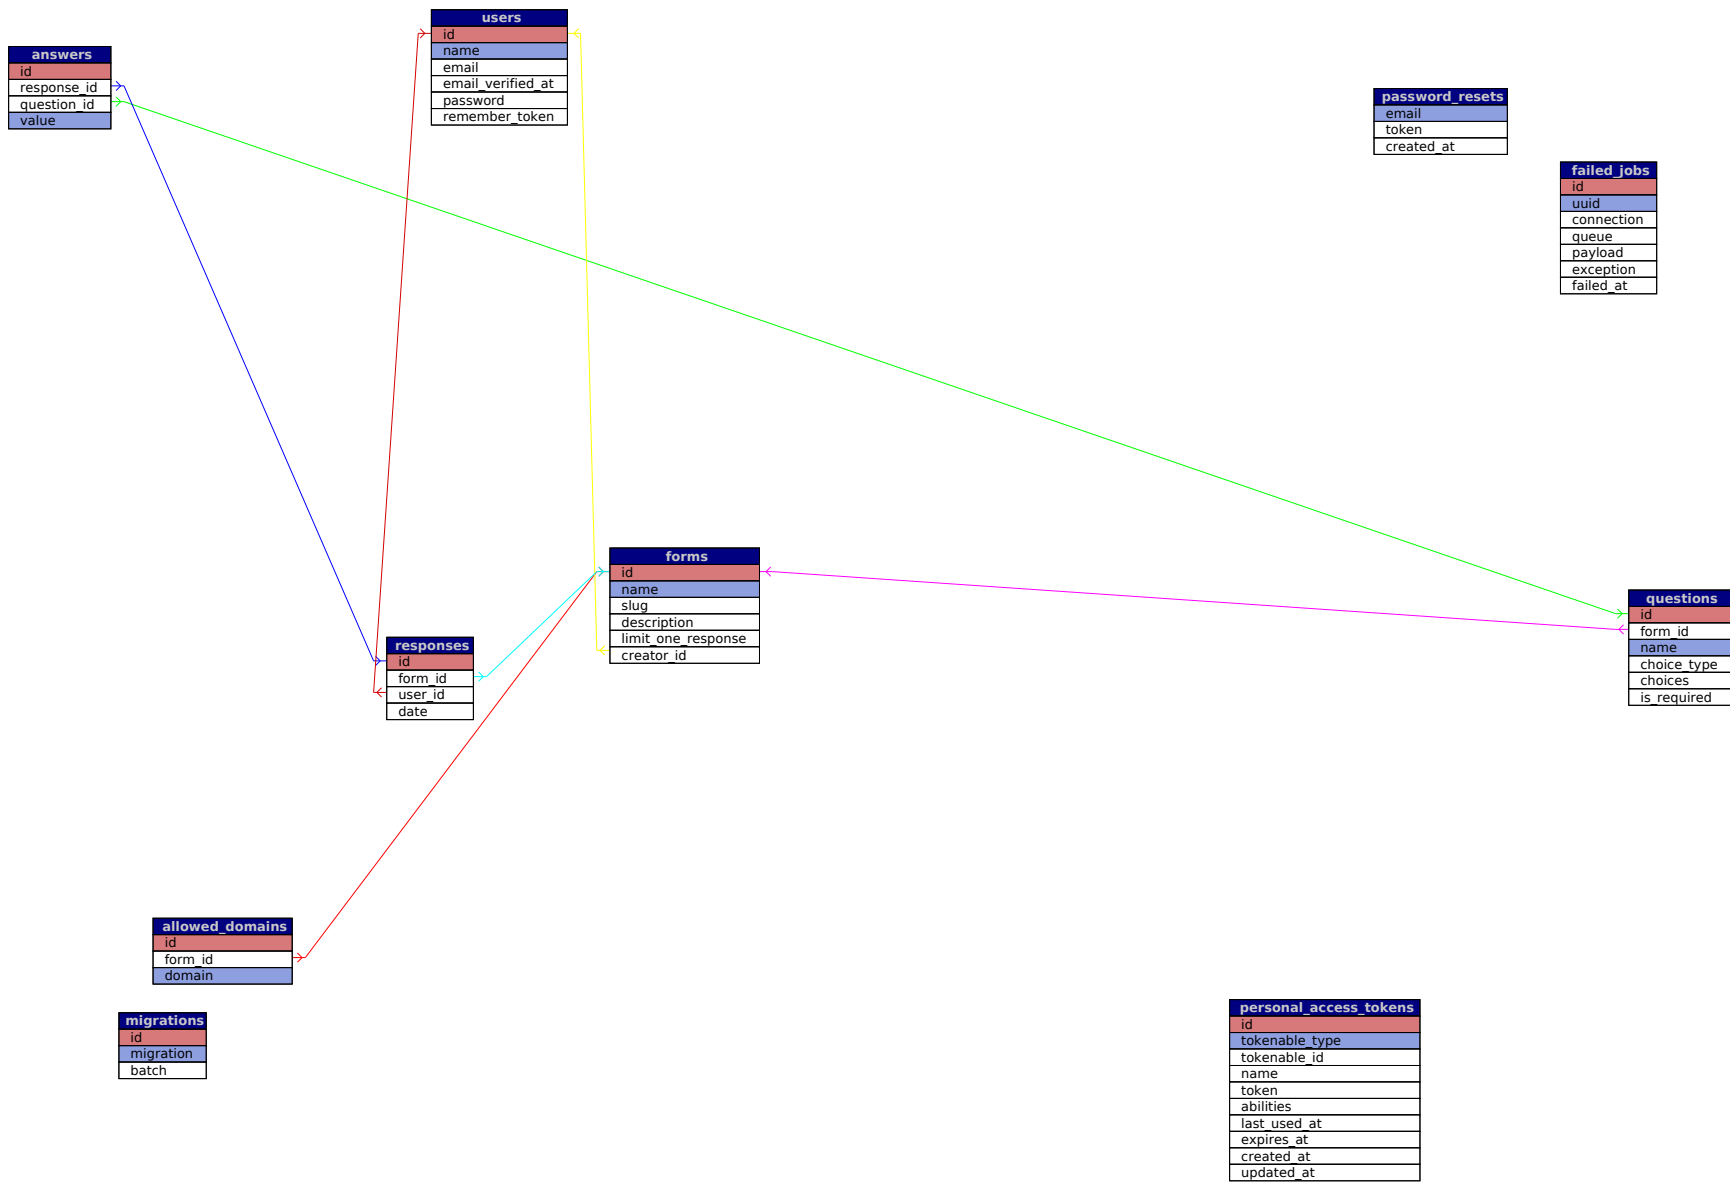 users
id
name
email
email_verified_at
password
remember_token
answers
id
response_id
question_id
value
password_resets
email
token
created_at
failed_jobs
id
uuid
connection
queue
payload
exception
failed_at
forms
id
name
slug
description
limit_one_response
creator_id
questions
id
form_id
name
choice_type
choices
is_required
responses
id
form_id
user_id
date
allowed_domains
id
form_id
domain
migrations
id
migration
batch
personal_access_tokens
id
tokenable_type
tokenable_id
name
token
abilities
last_used_at
expires_at
created_at
updated_at